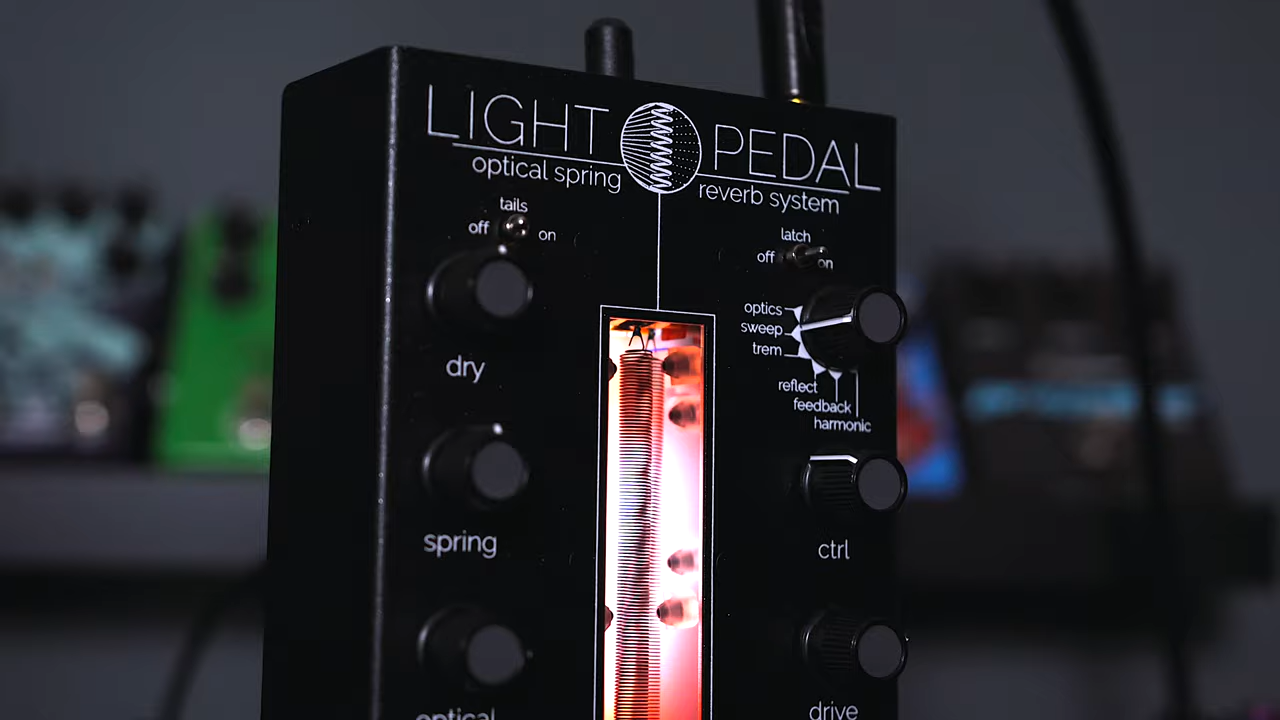 LIGHT PEDAL
optical spring reverb system
tails
off on
latch
off on
dry
optics
sweep
trem
reflect
feedback
harmonic
spring
ctrl
optical
drive